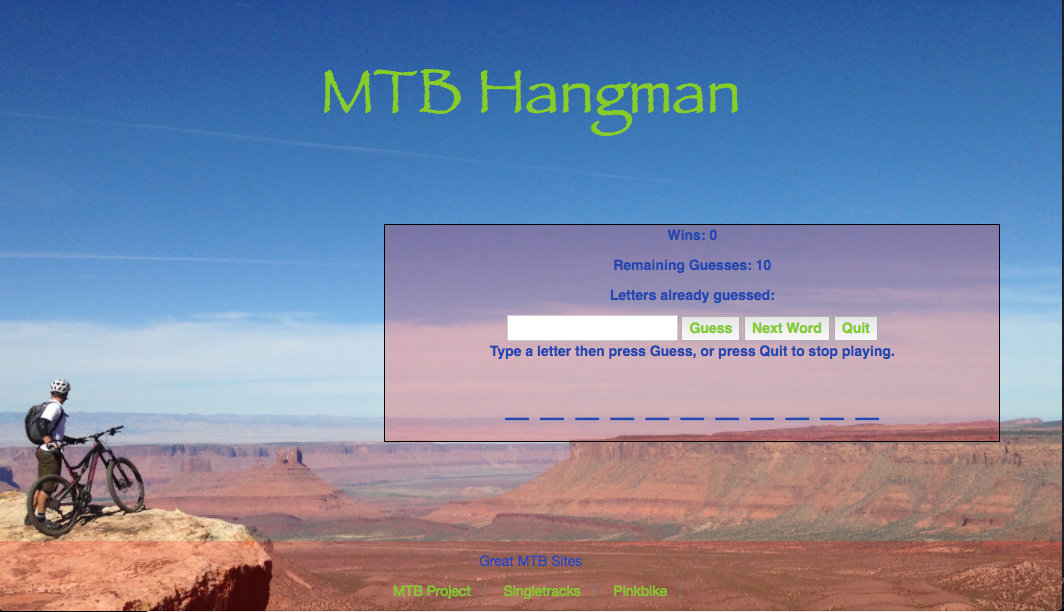 MTB Hangman
Wins: 0
Remaining Guesses: 10
Letters already guessed:
Guess Next Word Quit
Type a letter then press Guess, or press Quit to stop playing.
_ _ _ _ _ _ _ _ _ _ _
Great MTB Sites
MTB Project Singletracks Pinkbike